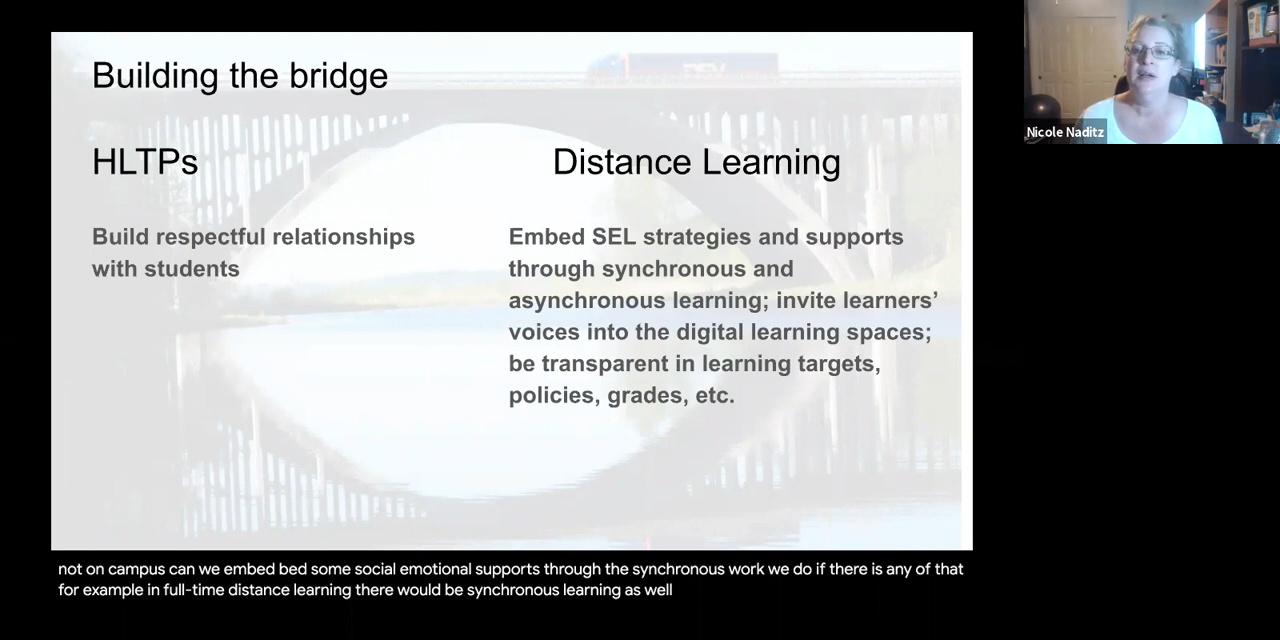 Building the bridge
HLTPs
Distance Learning
Build respectful relationships
with students
Embed SEL strategies and supports
through synchronous and
asynchronous learning; invite learners’
voices into the digital learning spaces;
be transparent in learning targets,
policies, grades, etc.
Nicole Naditz
not on campus can we embed bed some social emotional supports through the synchronous work we do if there is any of that
for example in full-time distance learning there would be synchronous learning as well